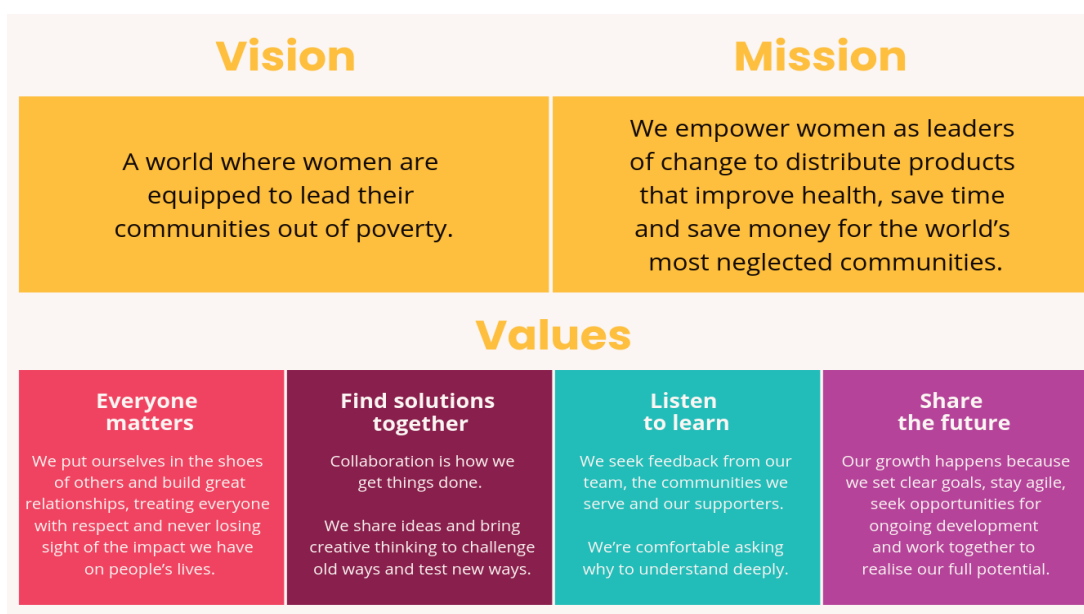 Vision
A world where women are
equipped to lead their
communities out of poverty.
Mission
We empower women as leaders
of change to distribute products
that improve health, save time
and save money for the world’s
most neglected communities.
Values
Everyone
matters
We put ourselves in the shoes
of others and build great
relationships, treating everyone
with respect and never losing
sight of the impact we have
on people’s lives.
Find solutions
together
Collaboration is how we
get things done.
We share ideas and bring
creative thinking to challenge
old ways and test new ways.
Listen
to learn
We seek feedback from our
team, the communities we
serve and our supporters.
We’re comfortable asking
why to understand deeply.
Share
the future
Our growth happens because
we set clear goals, stay agile,
seek opportunities for
ongoing development
and work together to
realise our full potential.